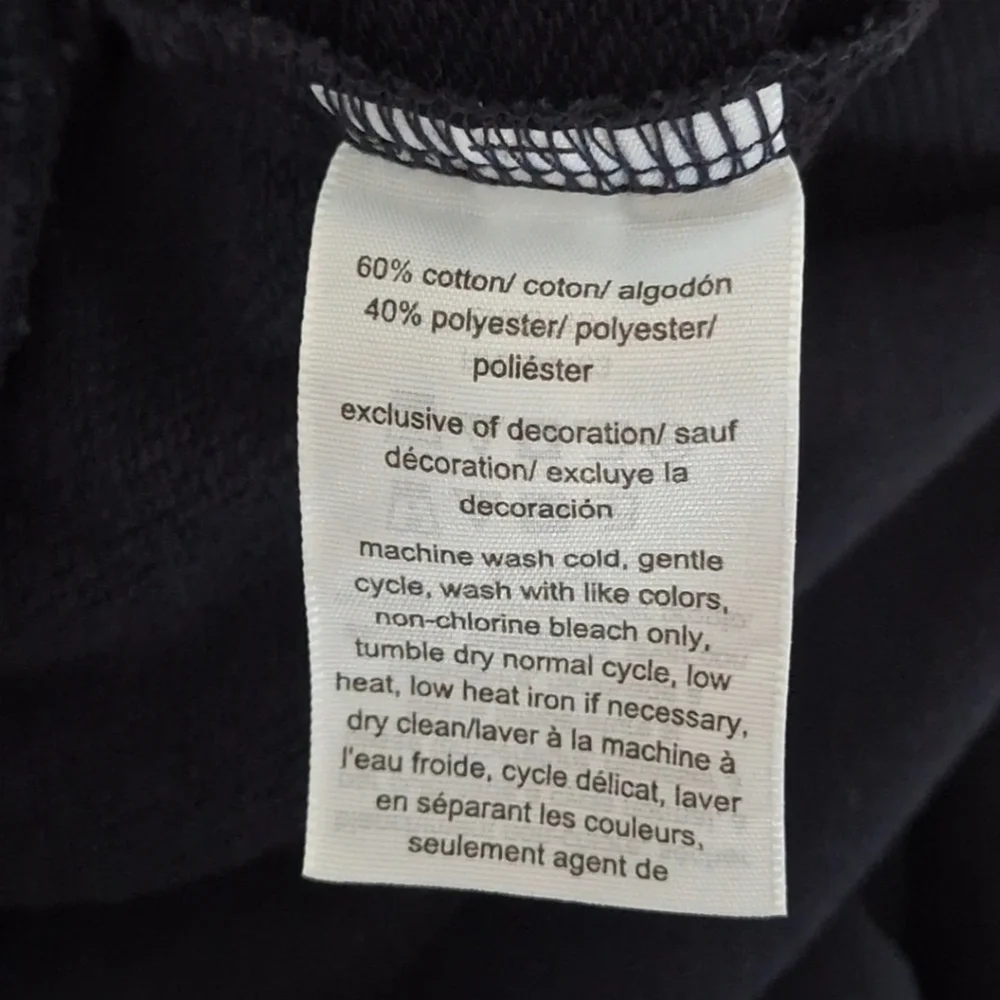 60% cotton/ coton/ algodón
40% polyester/ polyester/
poliéster
exclusive of decoration/ sauf
décoration/ excluye la
decoración
machine wash cold, gentle
cycle, wash with like colors,
non-chlorine bleach only,
tumble dry normal cycle, low
heat, low heat iron if necessary,
dry clean/laver à la machine à
l'eau froide, cycle délicat, laver
en séparant les couleurs,
seulement agent de